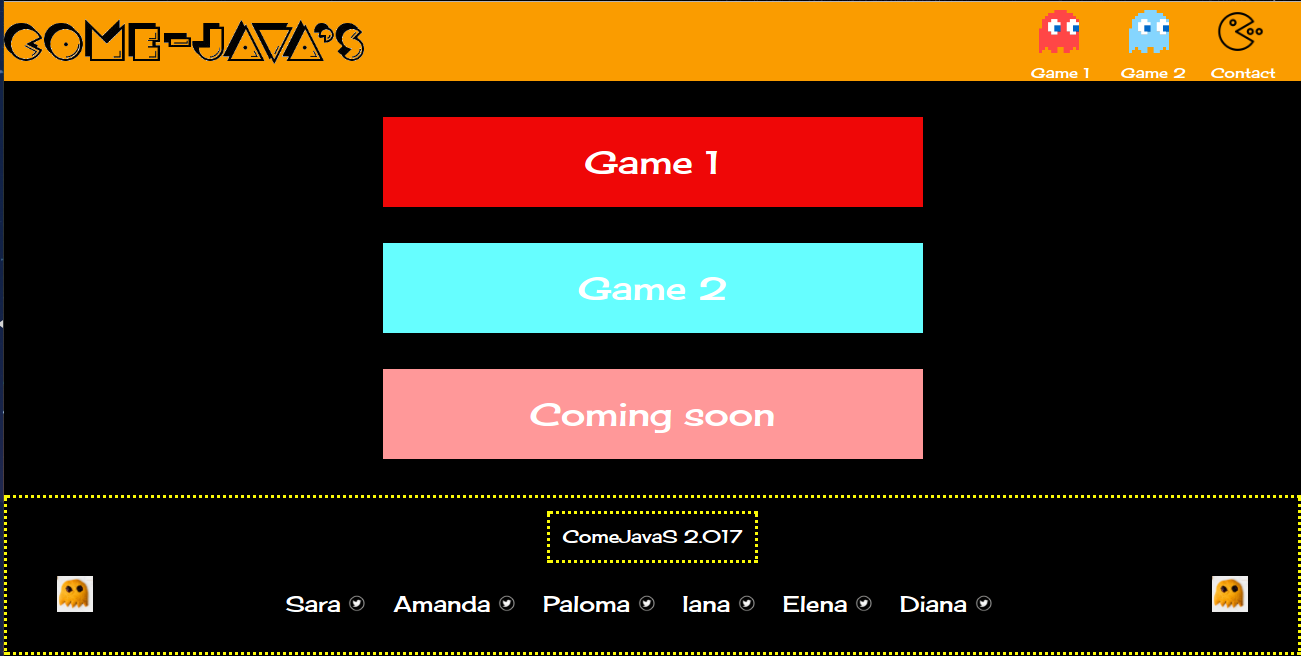 COME-JAVA'S
Game 1 Game 2 Contact
Game 1
Game 2
Coming soon
ComeJavaS 2.017
Sara Amanda Paloma Iana Elena Diana